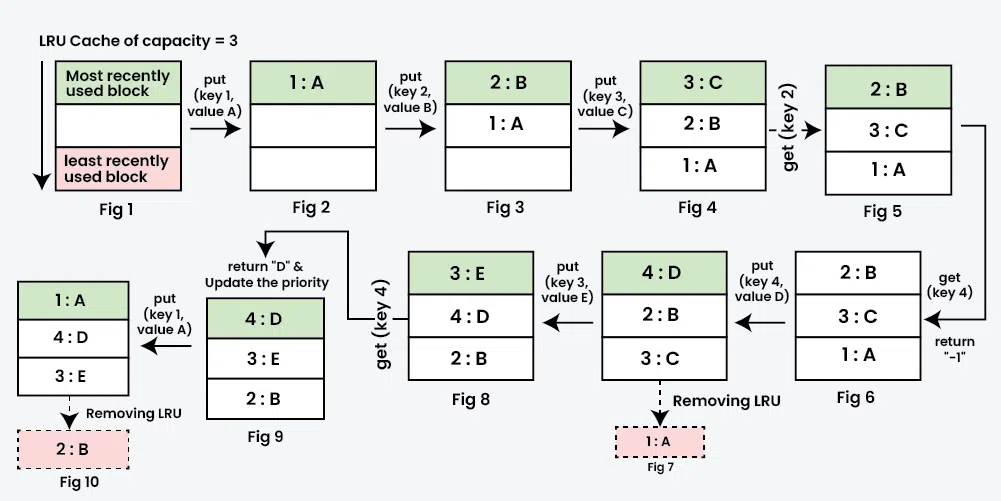 LRU Cache of capacity = 3
Most recently
used block
least recently
used block
Fig 1
put
(key 1,
value A)
1 : A
Fig 2
put
(key 2,
value B)
2 : B
1 : A
Fig 3
put
(key 3,
value C)
3 : C
2 : B
1 : A
Fig 4
get (key 2)
2 : B
3 : C
1 : A
Fig 5
get
(key 4)
return
"-1"
2 : B
3 : C
1 : A
Fig 6
put
(key 4,
value D)
4 : D
2 : B
3 : C
Removing LRU
1 : A
Fig 7
put
(key 3,
value E)
3 : E
4 : D
2 : B
Fig 8
get (key 4)
return "D" &
Update the priority
4 : D
3 : E
2 : B
Fig 9
put
(key 1,
value A)
1 : A
4 : D
3 : E
Removing LRU
2 : B
Fig 10